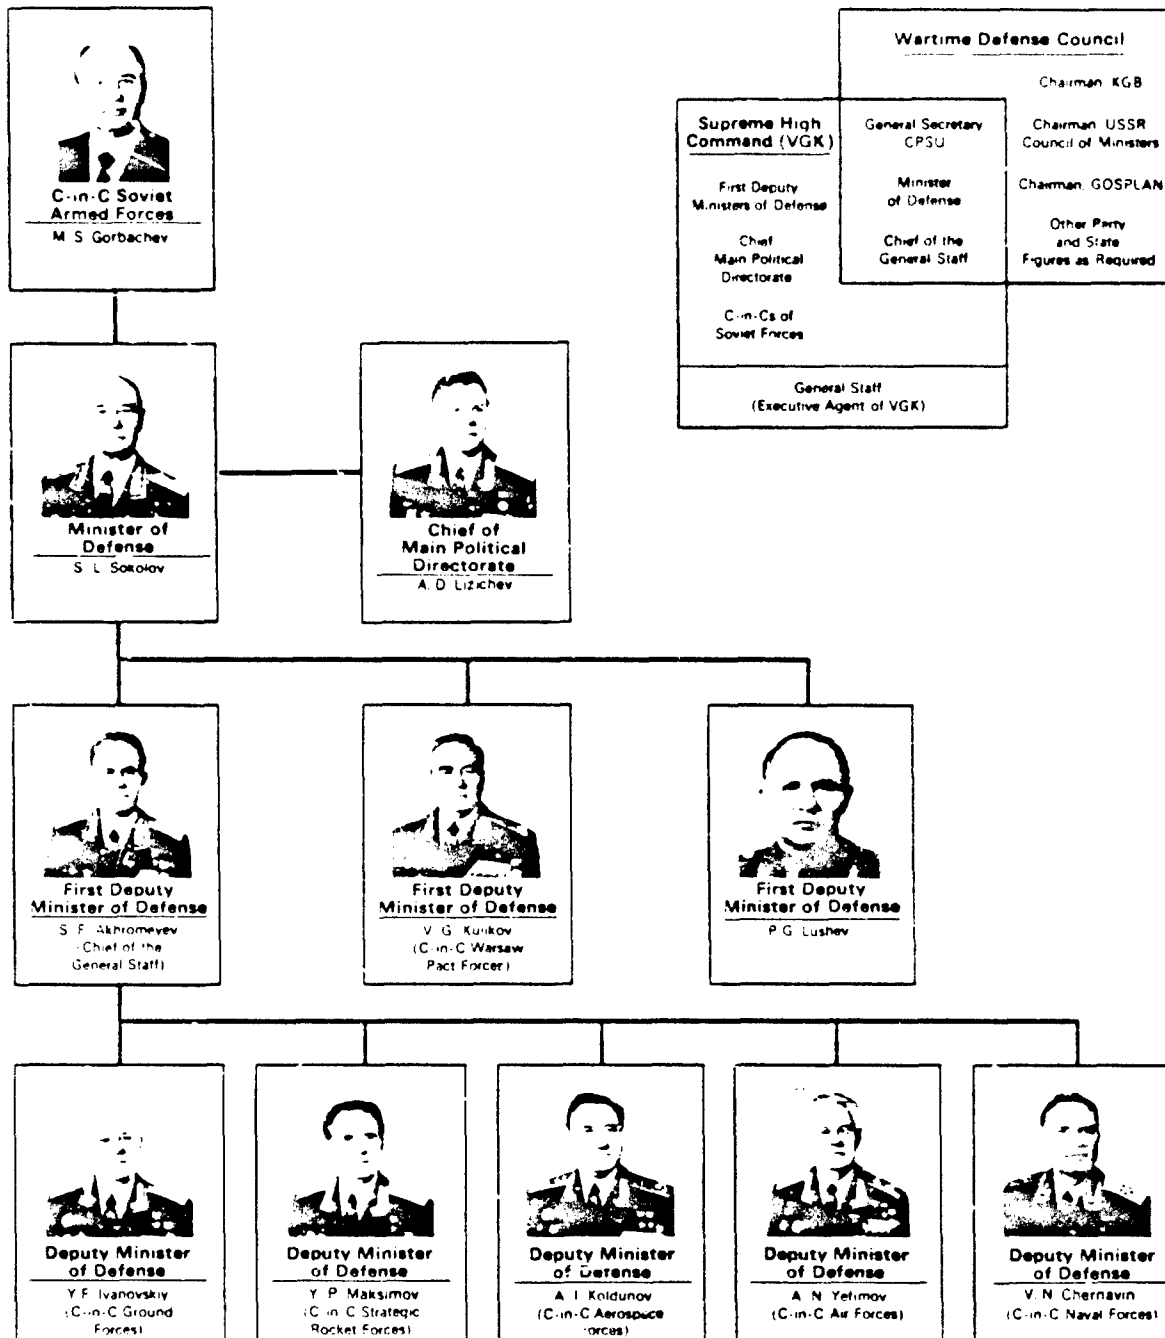 C-in-C Soviet
Armed Forces
M. S. Gorbachev
Wartime Defense Council
Chairman, KGB
Chairman, USSR
Council of Ministers
Chairman, GOSPLAN
Other Party
and State
Figures as Required
General Secretary
CPSU
Minister
of Defense
Chief of the
General Staff
Supreme High
Command (VGK)
First Deputy
Ministers of Defense
Chief
Main Political
Directorate
C-in-Cs of
Soviet Forces
General Staff
(Executive Agent of VGK)
Minister of
Defense
S. L. Sokolov
Chief of
Main Political
Directorate
A. D. Lizichev
First Deputy
Minister of Defense
S. F. Akhromeyev
(Chief of the
General Staff)
First Deputy
Minister of Defense
V. G. Kulikov
(C-in-C Warsaw
Pact Forces)
First Deputy
Minister of Defense
P. G. Lushev
Deputy Minister
of Defense
Y. F. Ivanovskiy
(C-in-C Ground
Forces)
Deputy Minister
of Defense
Y. P. Maksimov
(C-in-C Strategic
Rocket Forces)
Deputy Minister
of Defense
A. I. Koldunov
(C-in-C Aerospace
Forces)
Deputy Minister
of Defense
A. N. Yefimov
(C-in-C Air Forces)
Deputy Minister
of Defense
V. N. Chernavin
(C-in-C Naval Forces)